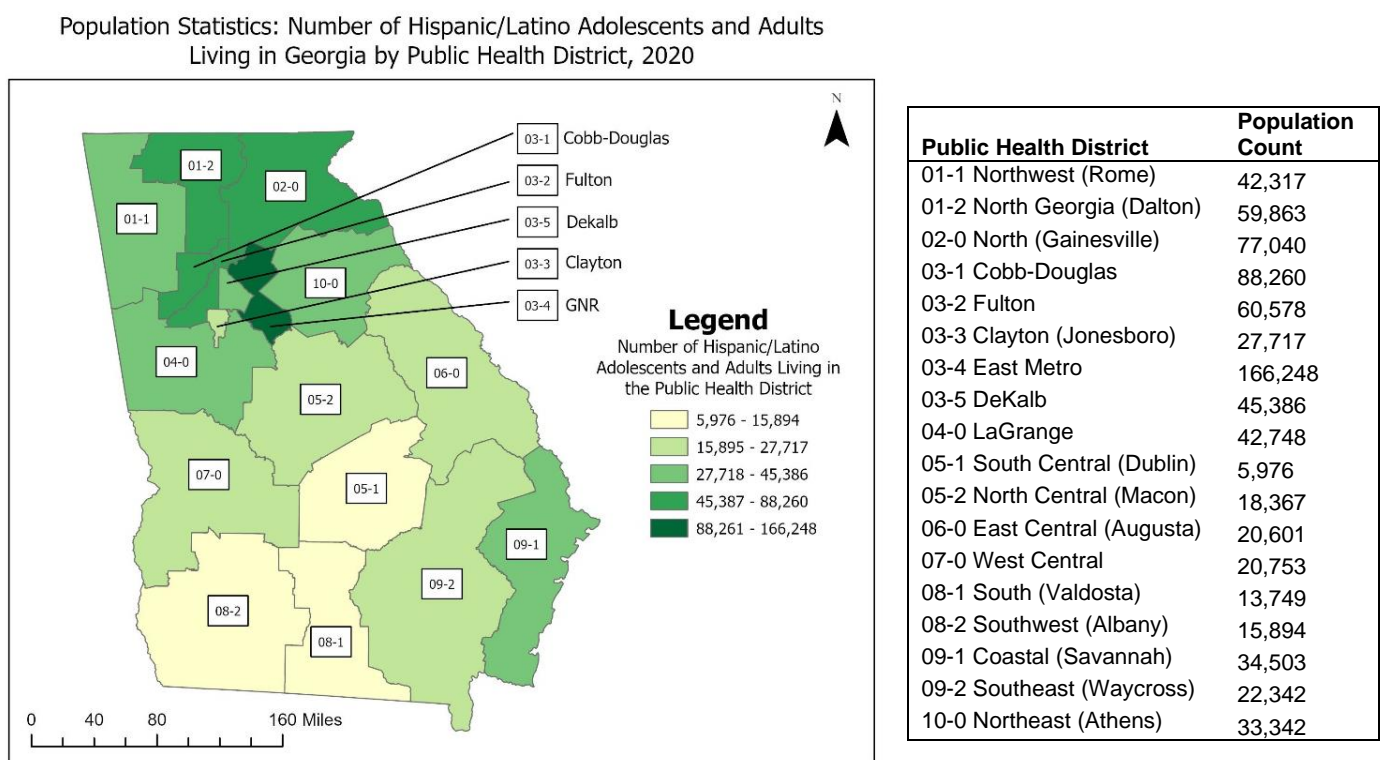 Population Statistics: Number of Hispanic/Latino Adolescents and Adults
Living in Georgia by Public Health District, 2020
N
03-1 Cobb-Douglas
03-2 Fulton
03-5 Dekalb
03-3 Clayton
03-4 GNR
01-2
02-0
01-1
10-0
04-0
06-0
05-2
07-0
05-1
09-1
09-2
08-2
08-1
Legend
Number of Hispanic/Latino
Adolescents and Adults Living in
the Public Health District
5,976 - 15,894
15,895 - 27,717
27,718 - 45,386
45,387 - 88,260
88,261 - 166,248
0 40 80 160 Miles
Population
Public Health District Count
01-1 Northwest (Rome) 42,317
01-2 North Georgia (Dalton) 59,863
02-0 North (Gainesville) 77,040
03-1 Cobb-Douglas 88,260
03-2 Fulton 60,578
03-3 Clayton (Jonesboro) 27,717
03-4 East Metro 166,248
03-5 DeKalb 45,386
04-0 LaGrange 42,748
05-1 South Central (Dublin) 5,976
05-2 North Central (Macon) 18,367
06-0 East Central (Augusta) 20,601
07-0 West Central 20,753
08-1 South (Valdosta) 13,749
08-2 Southwest (Albany) 15,894
09-1 Coastal (Savannah) 34,503
09-2 Southeast (Waycross) 22,342
10-0 Northeast (Athens) 33,342